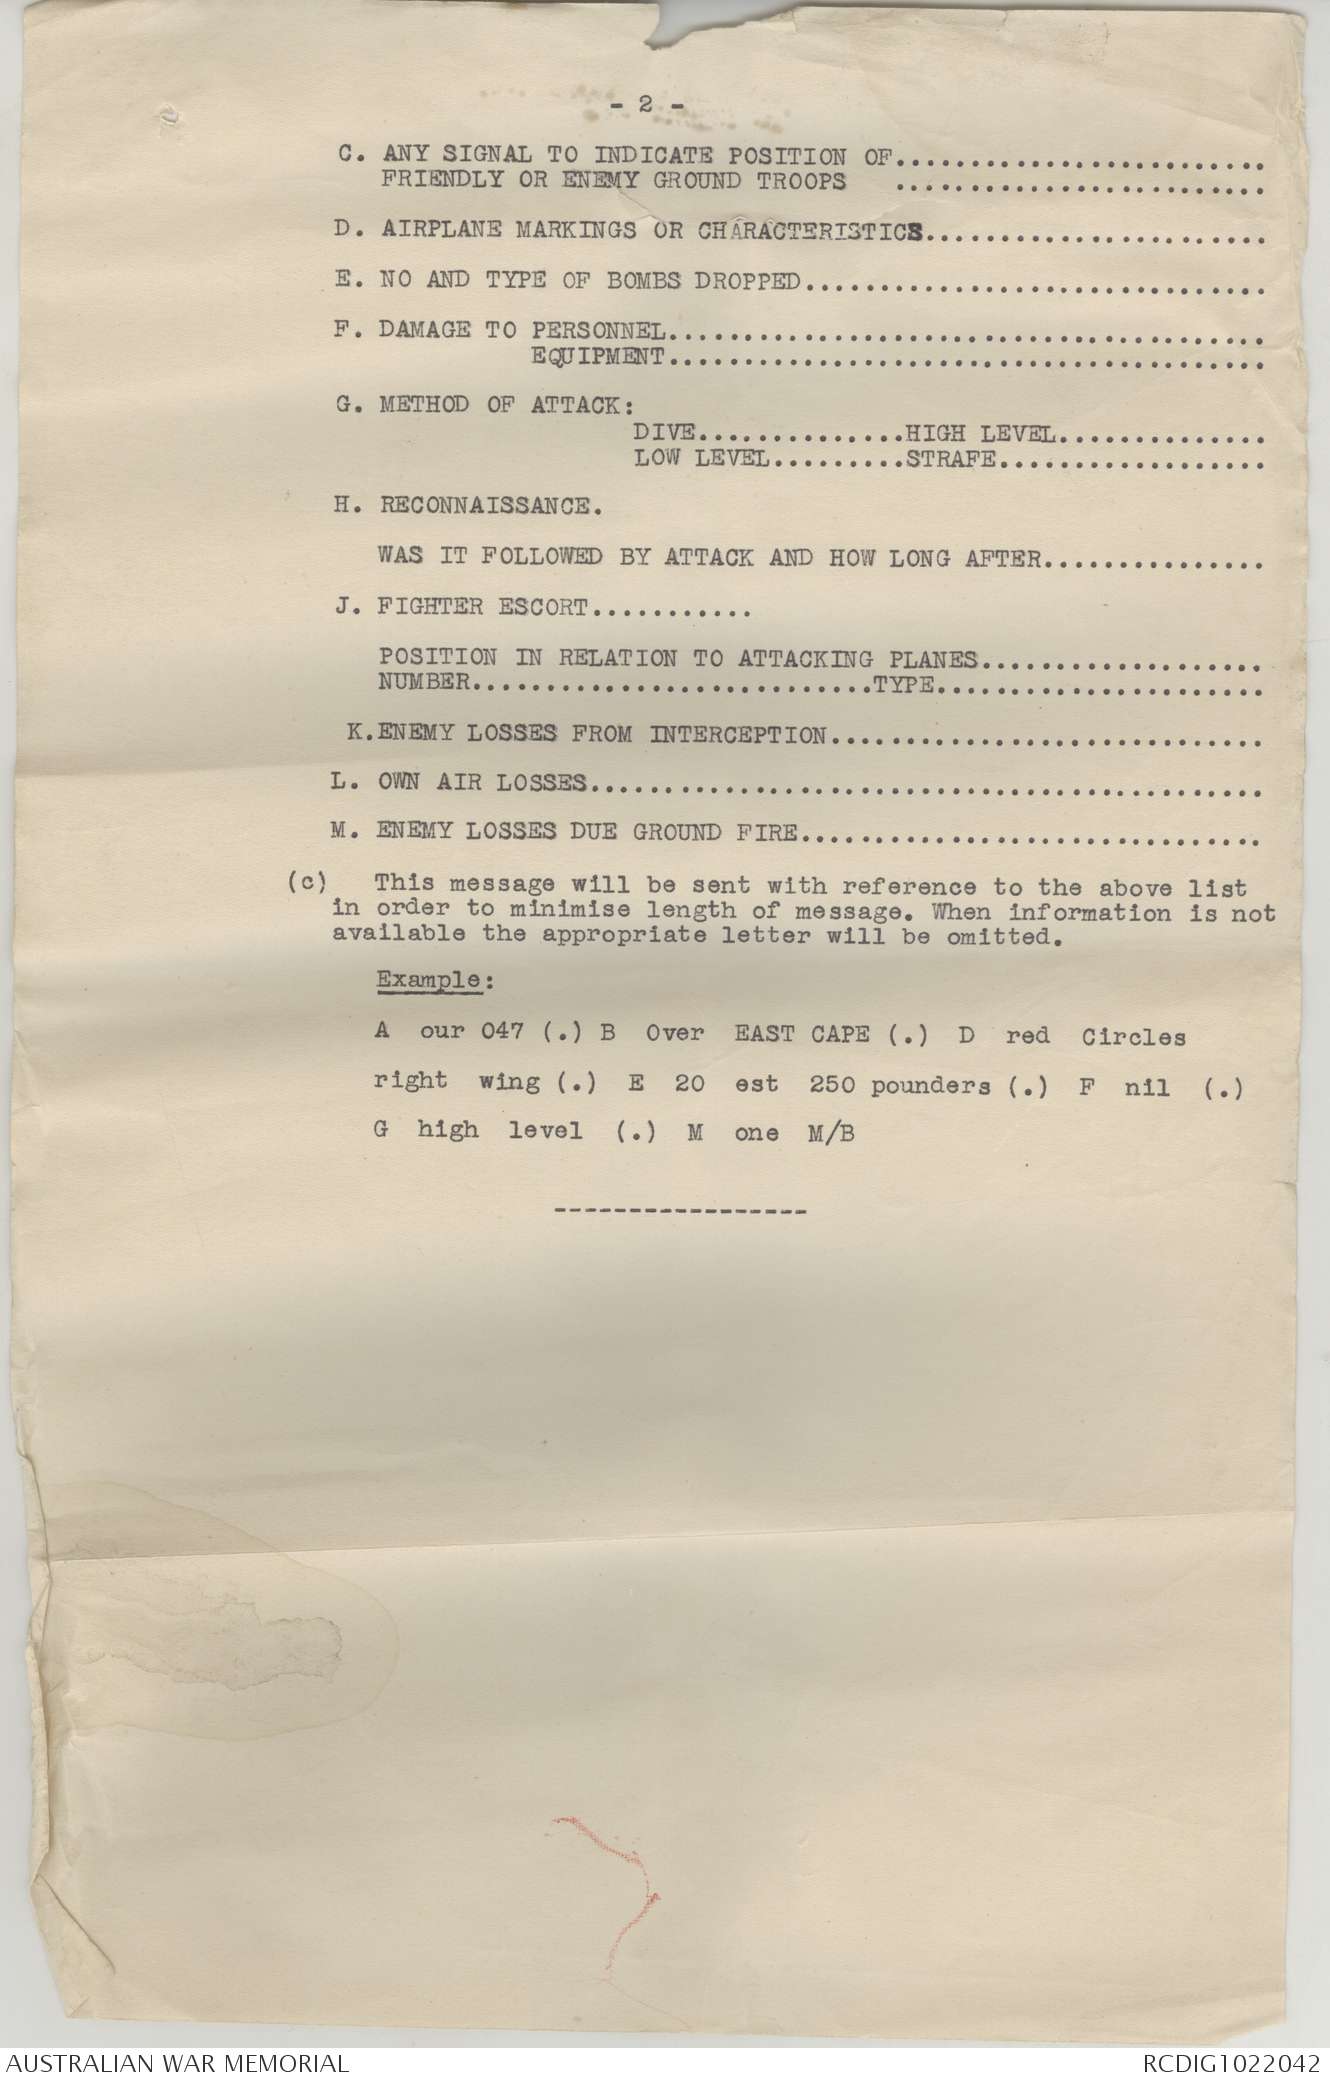 - 2 -
C. ANY SIGNAL TO INDICATE POSITION OF.........................
FRIENDLY OR ENEMY GROUND TROOPS .........................
D. AIRPLANE MARKINGS OR CHARACTERISTICS.......................
E. NO AND TYPE OF BOMBS DROPPED...............................
F. DAMAGE TO PERSONNEL........................................
EQUIPMENT........................................
G. METHOD OF ATTACK:
DIVE..............HIGH LEVEL..............
LOW LEVEL.........STRAFE..................
H. RECONNAISSANCE.
WAS IT FOLLOWED BY ATTACK AND HOW LONG AFTER...............
J. FIGHTER ESCORT...........
POSITION IN RELATION TO ATTACKING PLANES...................
NUMBER...........................TYPE......................
K.ENEMY LOSSES FROM INTERCEPTION.............................
L. OWN AIR LOSSES.............................................
M. ENEMY LOSSES DUE GROUND FIRE...............................
(c) This message will be sent with reference to the above list
in order to minimise length of message. When information is not
available the appropriate letter will be omitted.
Example:
A our 047 (.) B Over EAST CAPE (.) D red Circles
right wing (.) E 20 est 250 pounders (.) F nil (.)
G high level (.) M one M/B
-----------------
AUSTRALIAN WAR MEMORIAL
RCDIG1022042